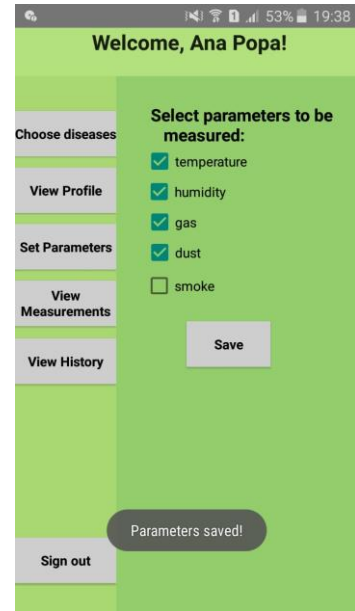 53% 19:38
Welcome, Ana Popa!
Choose diseases
View Profile
Set Parameters
View
Measurements
View History
Sign out
Select parameters to be
measured:
temperature
humidity
gas
dust
smoke
Save
Parameters saved!